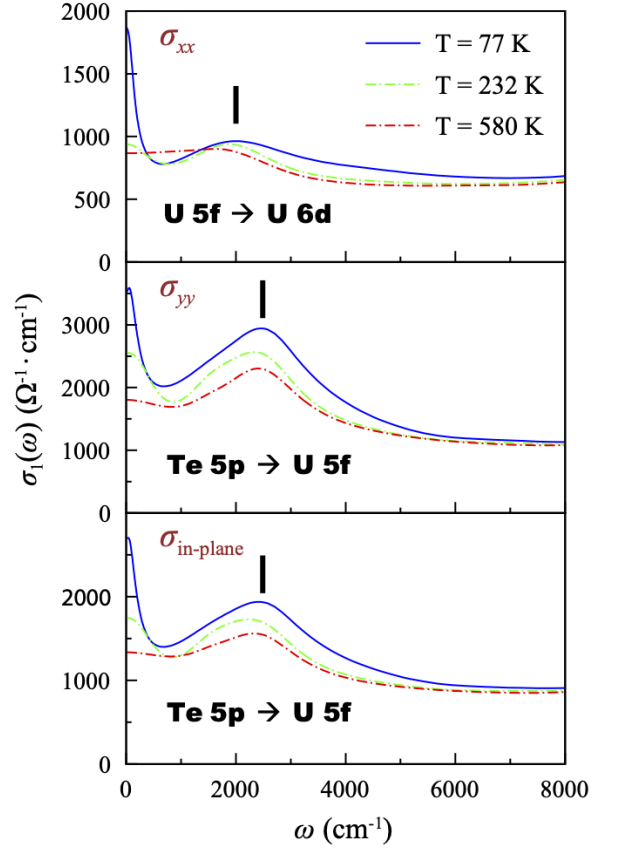 2000
σxx
T = 77 K
T = 232 K
T = 580 K
1500
1000
500
U 5f → U 6d
0
σyy
3000
2000
1000
Te 5p → U 5f
0
σ1(ω) (Ω-1·cm-1)
σin-plane
2000
1000
Te 5p → U 5f
0
0 2000 4000 6000 8000
ω (cm-1)